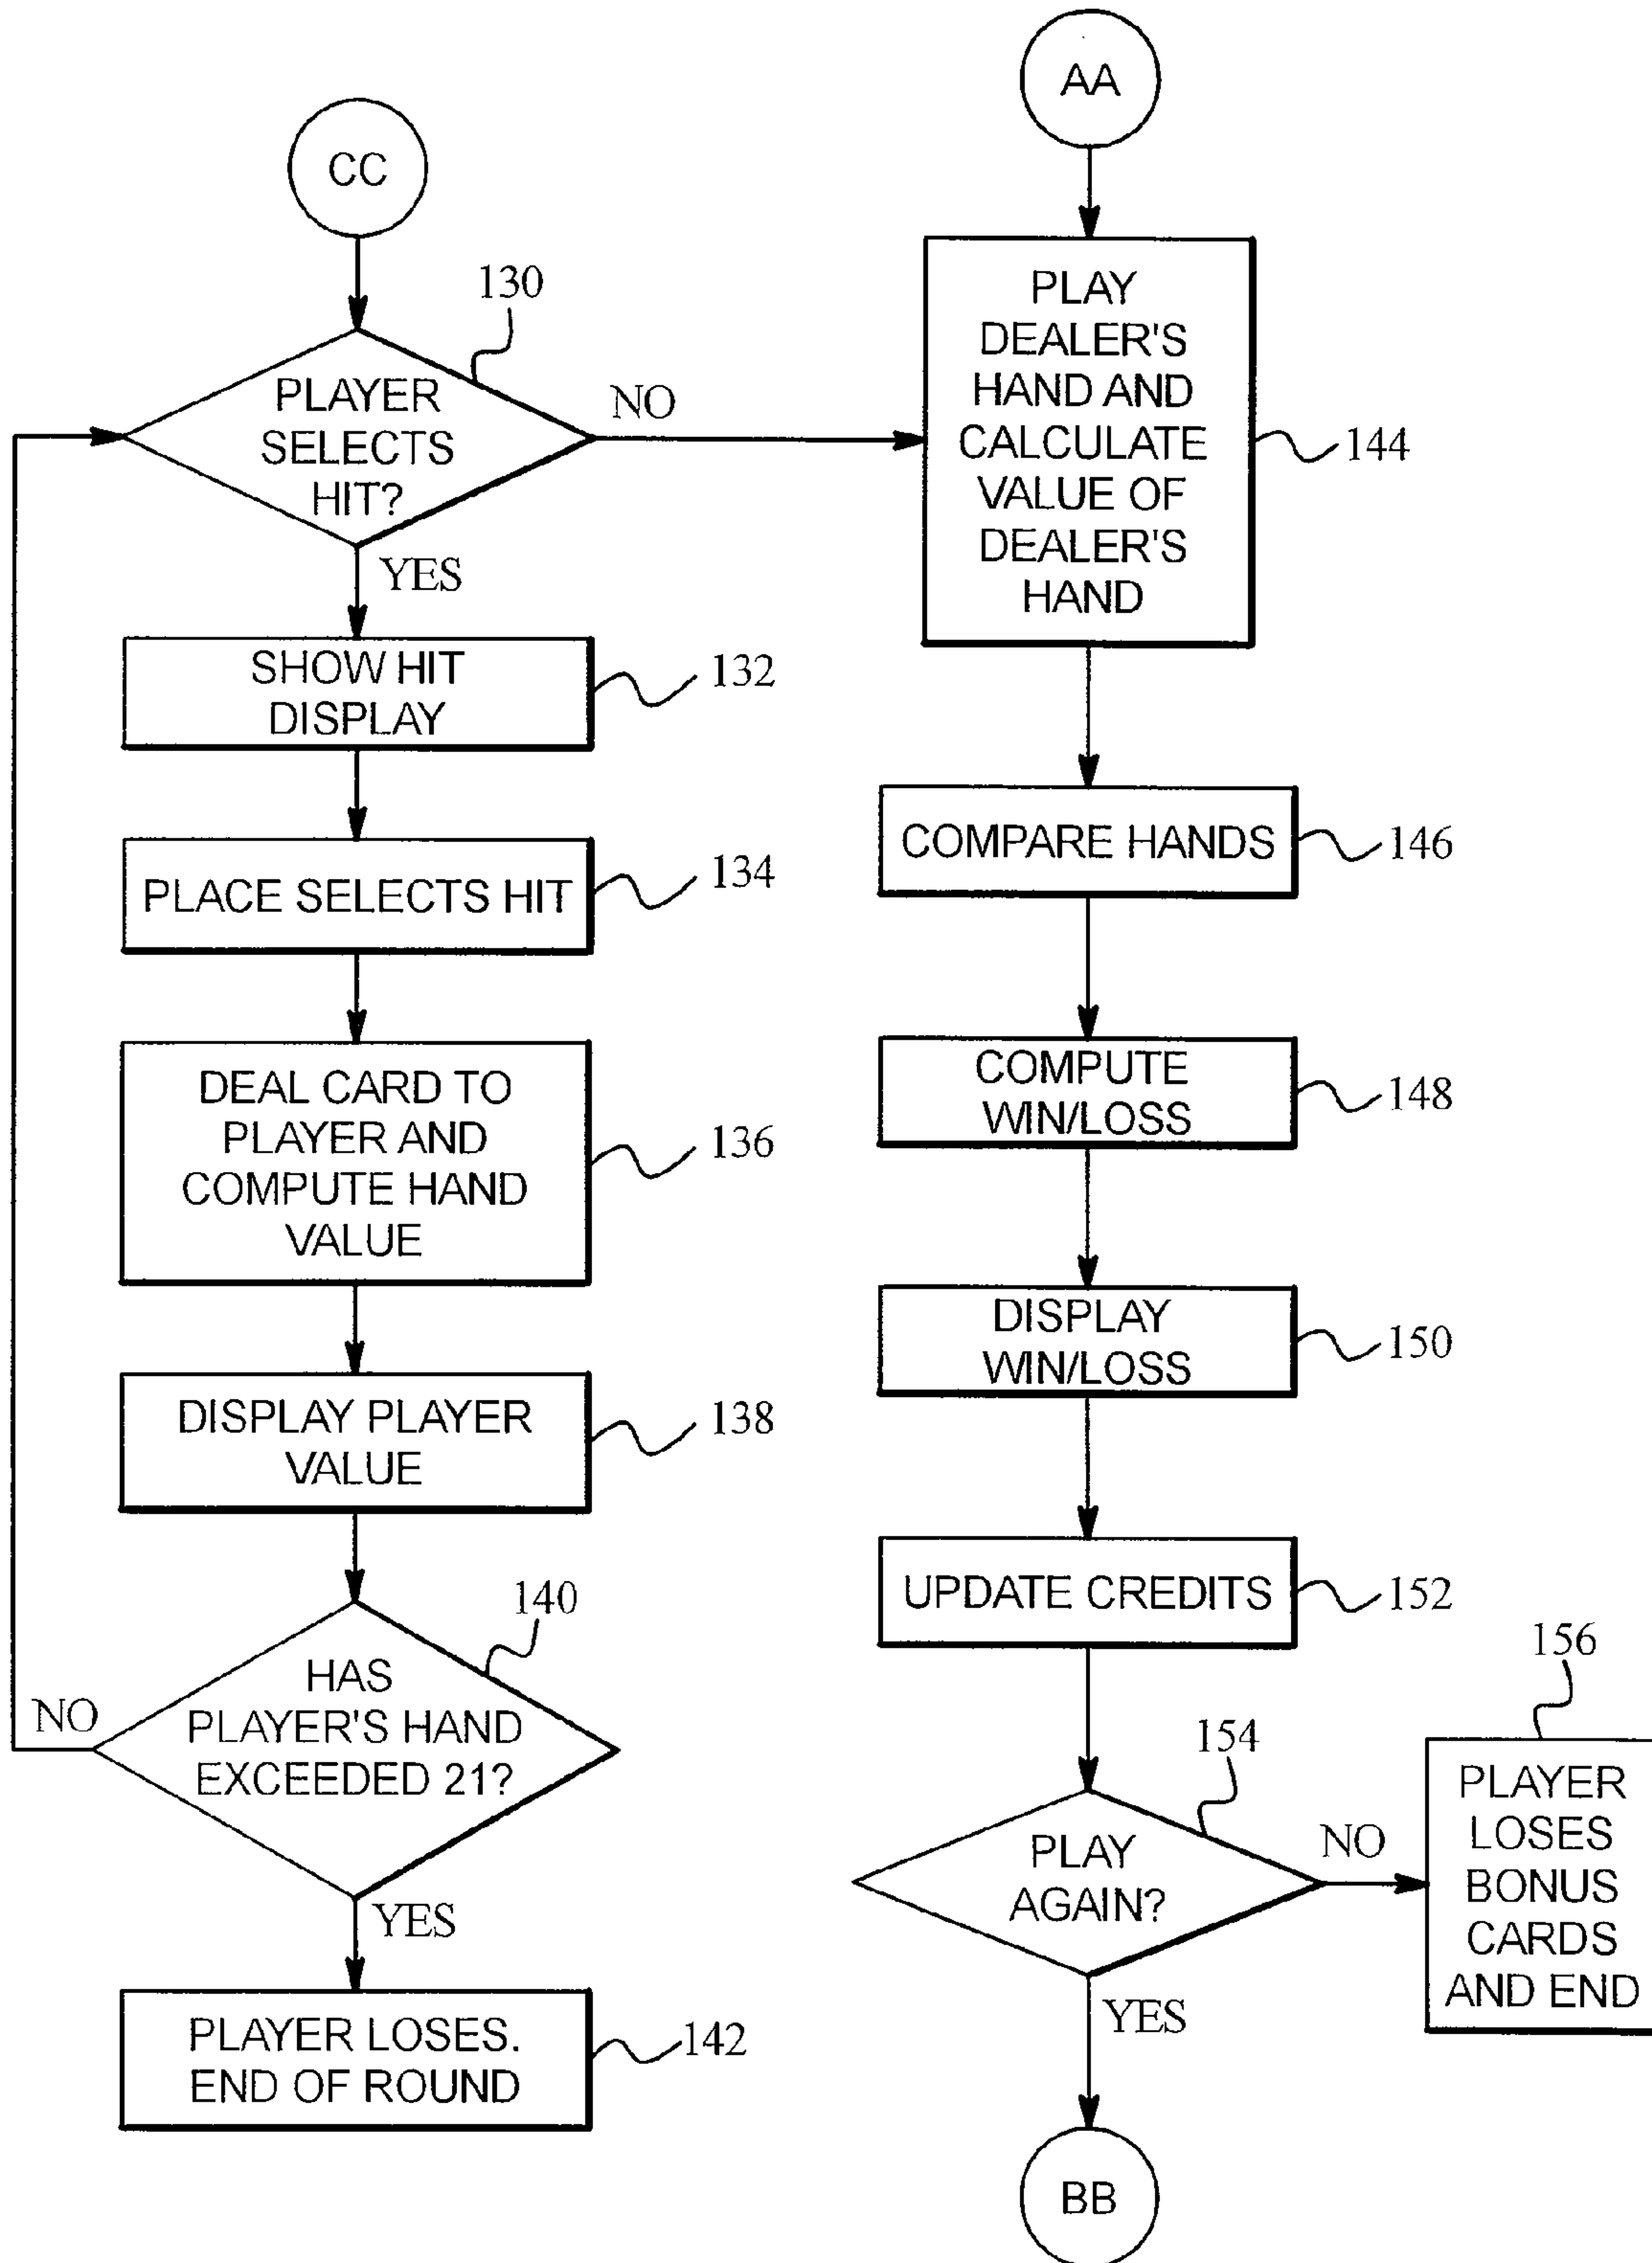 CC
130
PLAYER
SELECTS
HIT?
NO
YES
SHOW HIT
DISPLAY
132
PLACE SELECTS HIT
134
DEAL CARD TO
PLAYER AND
COMPUTE HAND
VALUE
136
DISPLAY PLAYER
VALUE
138
140
HAS
PLAYER'S HAND
EXCEEDED 21?
NO
YES
PLAYER LOSES.
END OF ROUND
142
AA
PLAY
DEALER'S
HAND AND
CALCULATE
VALUE OF
DEALER'S
HAND
144
COMPARE HANDS
146
COMPUTE
WIN/LOSS
148
DISPLAY
WIN/LOSS
150
UPDATE CREDITS
152
154
PLAY
AGAIN?
NO
YES
156
PLAYER
LOSES
BONUS
CARDS
AND END
BB